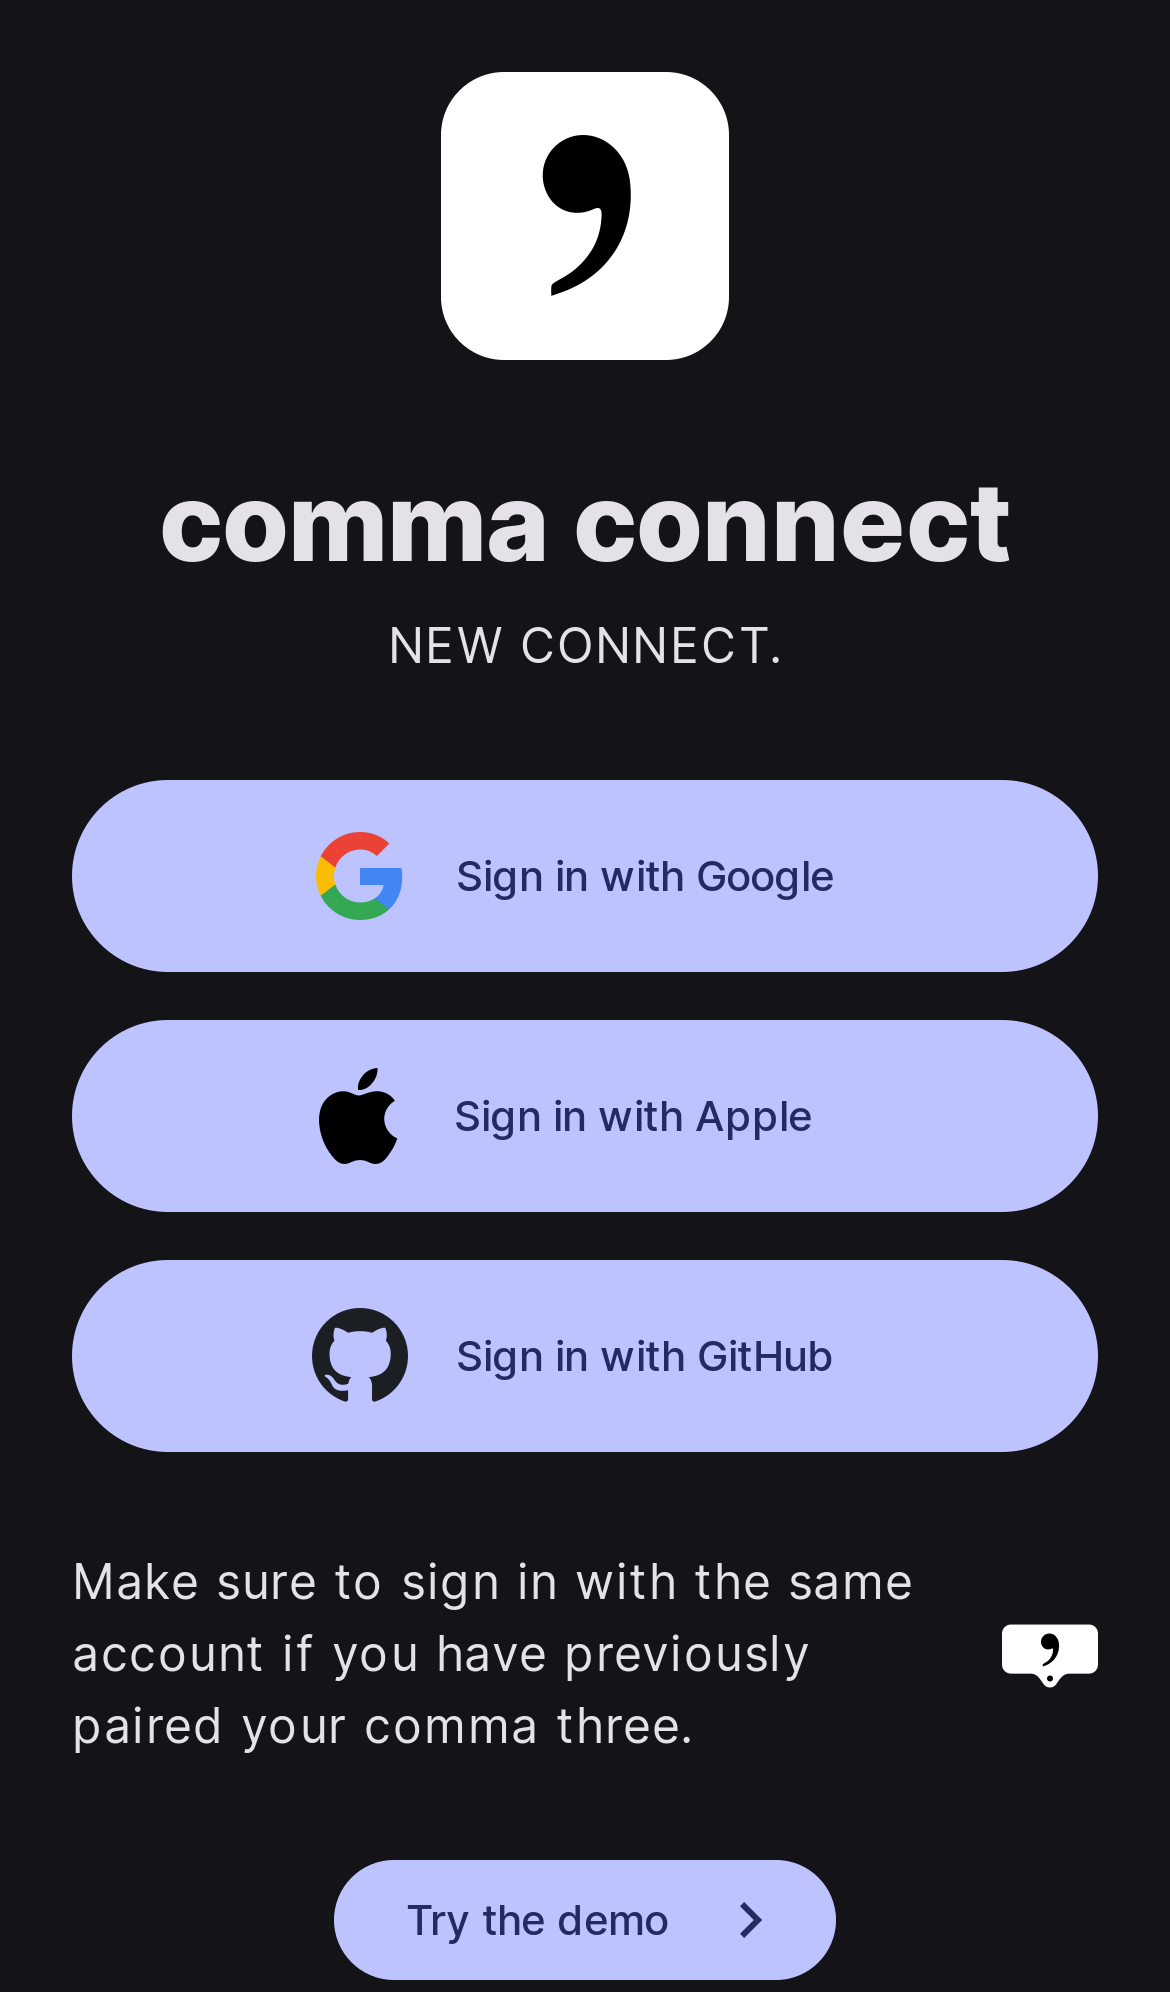 comma connect
NEW CONNECT.
Sign in with Google
Sign in with Apple
Sign in with GitHub
Make sure to sign in with the same
account if you have previously
paired your comma three.
Try the demo